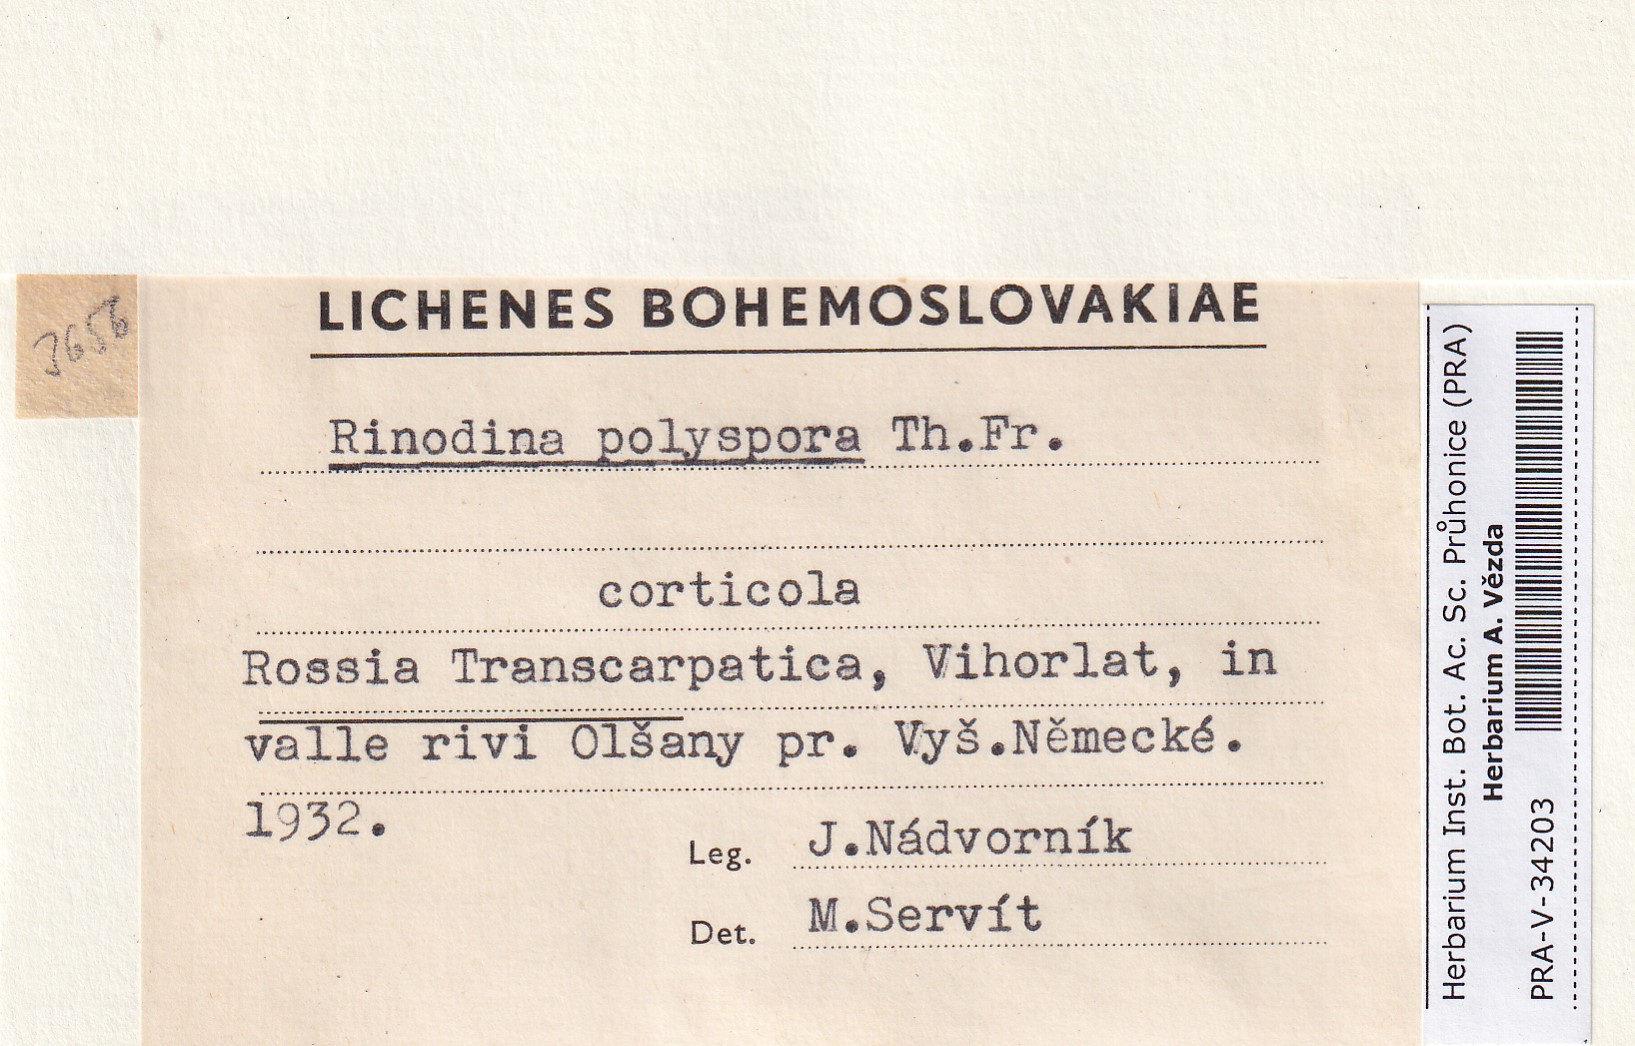 LICHENES BOHEMOSLOVAKIAE
Rinodina polyspora Th.Fr.
corticola
Rossia Transcarpatica, Vihorlat, in
valle rivi Olšany pr. Vyš.Německé.
1932.
Leg. J.Nádvorník
Det. M.Servít
Herbarium Inst. Bot. Ac. Sc. Průhonice (PRA)
Herbarium A. Vězda
PRA-V-34203